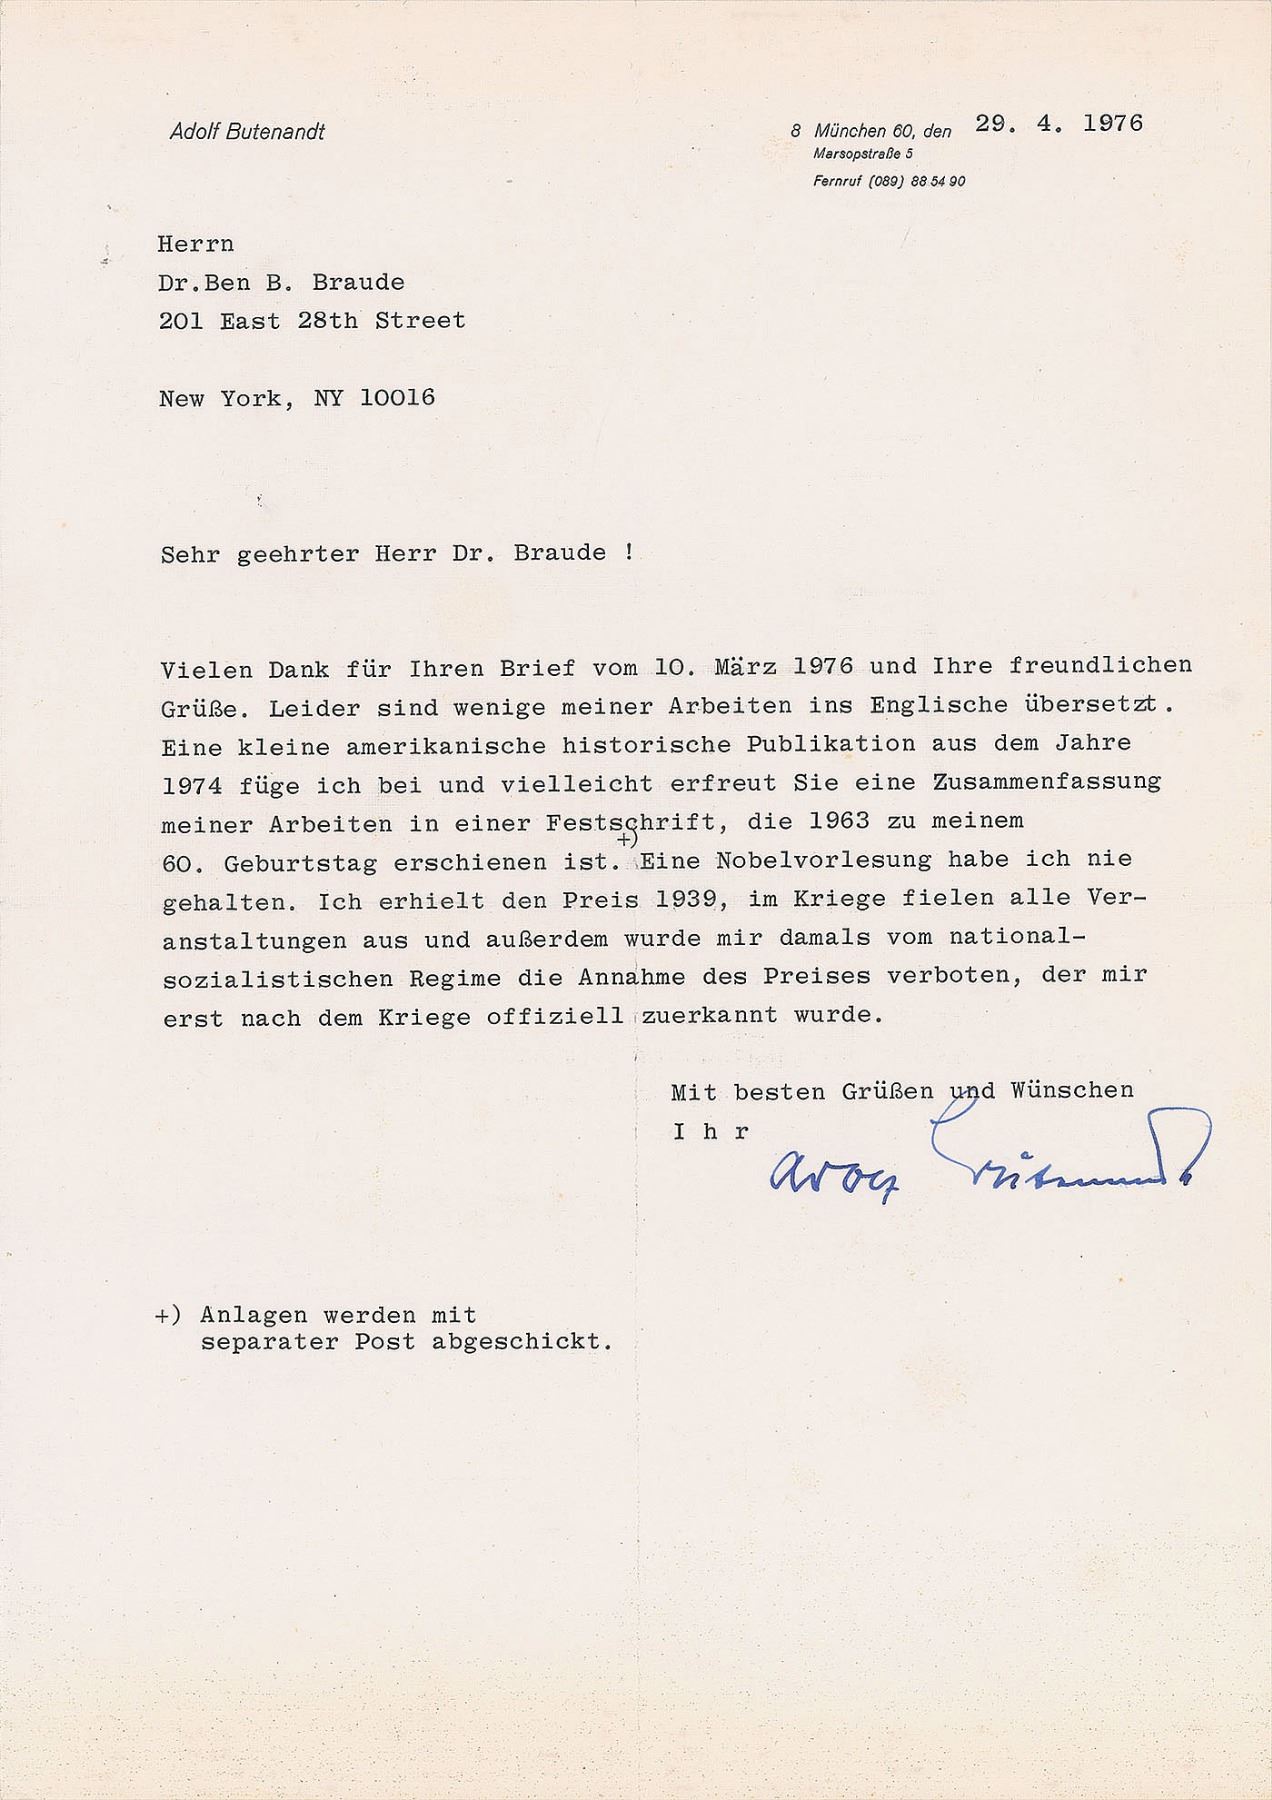 Adolf Butenandt
8 München 60, den 29. 4. 1976
Marsopstraße 5
Fernruf (089) 88 54 90
Herrn
Dr.Ben B. Braude
201 East 28th Street
New York, NY 10016
Sehr geehrter Herr Dr. Braude !
Vielen Dank für Ihren Brief vom 10. März 1976 und Ihre freundlichen
Grüße. Leider sind wenige meiner Arbeiten ins Englische übersetzt.
Eine kleine amerikanische historische Publikation aus dem Jahre
1974 füge ich bei und vielleicht erfreut Sie eine Zusammenfassung
meiner Arbeiten in einer Festschrift, die 1963 zu meinem
60. Geburtstag erschienen ist. +) Eine Nobelvorlesung habe ich nie
gehalten. Ich erhielt den Preis 1939, im Kriege fielen alle Ver-
anstaltungen aus und außerdem wurde mir damals vom national-
sozialistischen Regime die Annahme des Preises verboten, der mir
erst nach dem Kriege offiziell zuerkannt wurde.
Mit besten Grüßen und Wünschen
I h r
Adolf Butenandt
+) Anlagen werden mit
separater Post abgeschickt.